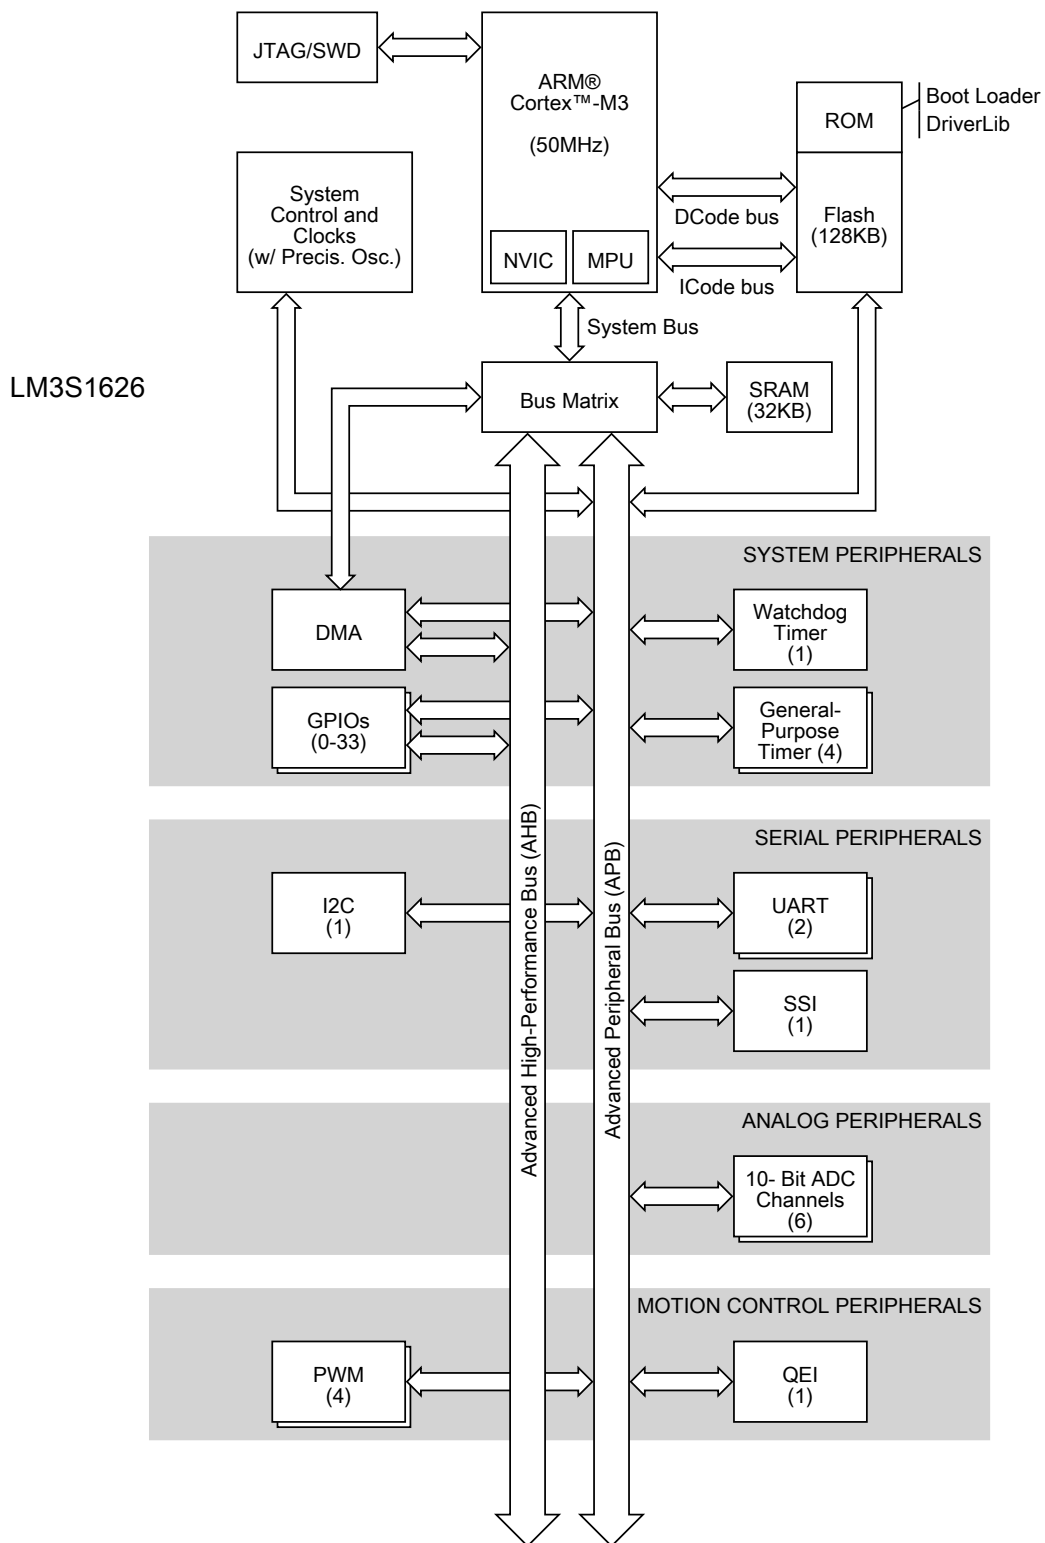 JTAG/SWD
ARM®
Cortex™-M3
(50MHz)
NVIC
MPU
ROM
Boot Loader
DriverLib
Flash
(128KB)
DCode bus
ICode bus
System
Control and
Clocks
(w/ Precis. Osc.)
System Bus
LM3S1626
Bus Matrix
SRAM
(32KB)
SYSTEM PERIPHERALS
DMA
Watchdog
Timer
(1)
GPIOs
(0-33)
General-
Purpose
Timer (4)
Advanced High-Performance Bus (AHB)
Advanced Peripheral Bus (APB)
SERIAL PERIPHERALS
I2C
(1)
UART
(2)
SSI
(1)
ANALOG PERIPHERALS
10- Bit ADC
Channels
(6)
MOTION CONTROL PERIPHERALS
PWM
(4)
QEI
(1)